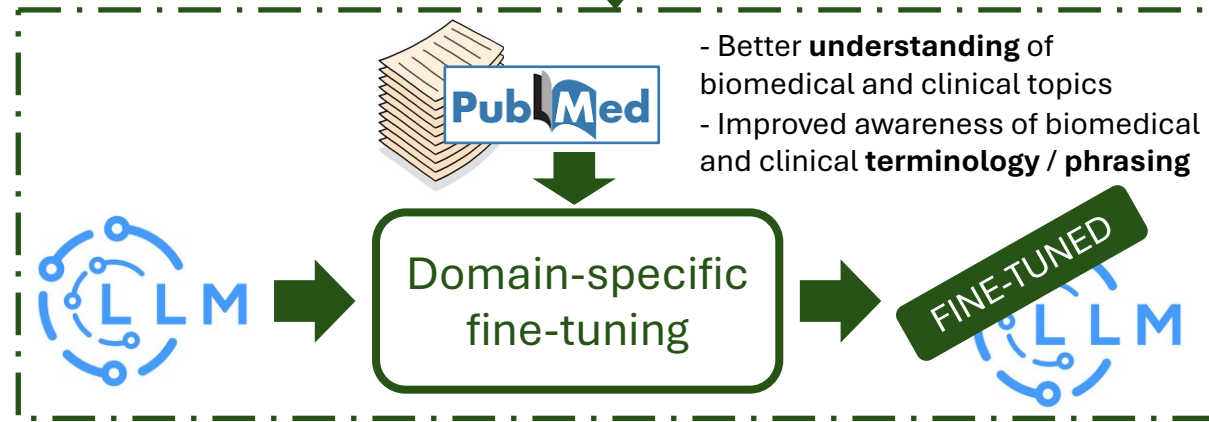 PubMed
- Better understanding of
biomedical and clinical topics
- Improved awareness of biomedical
and clinical terminology / phrasing
LLM
Domain-specific
fine-tuning
FINE-TUNED
LLM